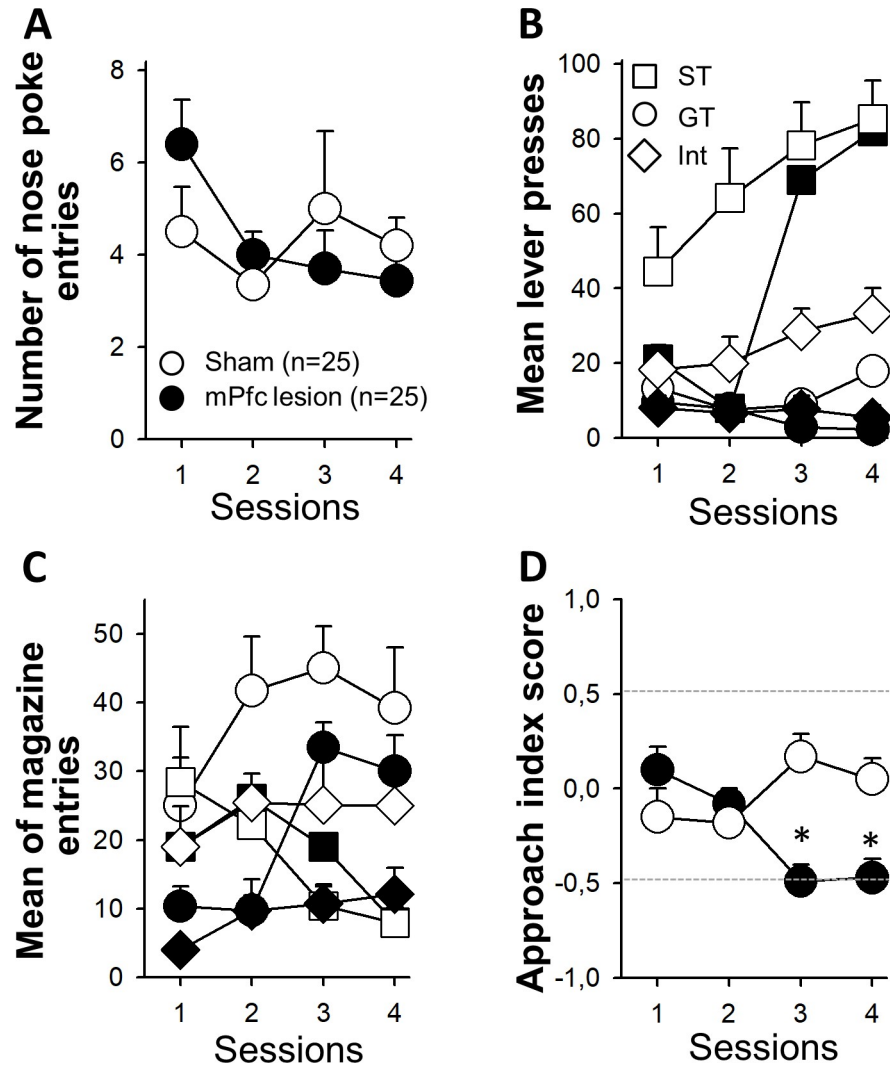 A
Number of nose poke
entries
8
6
4
2
0
Sham (n=25)
mPfc lesion (n=25)
1 2 3 4
Sessions
B
Mean lever presses
100
80
60
40
20
0
ST
GT
Int
1 2 3 4
Sessions
C
Mean of magazine
entries
50
40
30
20
10
0
1 2 3 4
Sessions
D
Approach index score
1,0
0,5
0,0
-0,5
-1,0
* *
1 2 3 4
Sessions